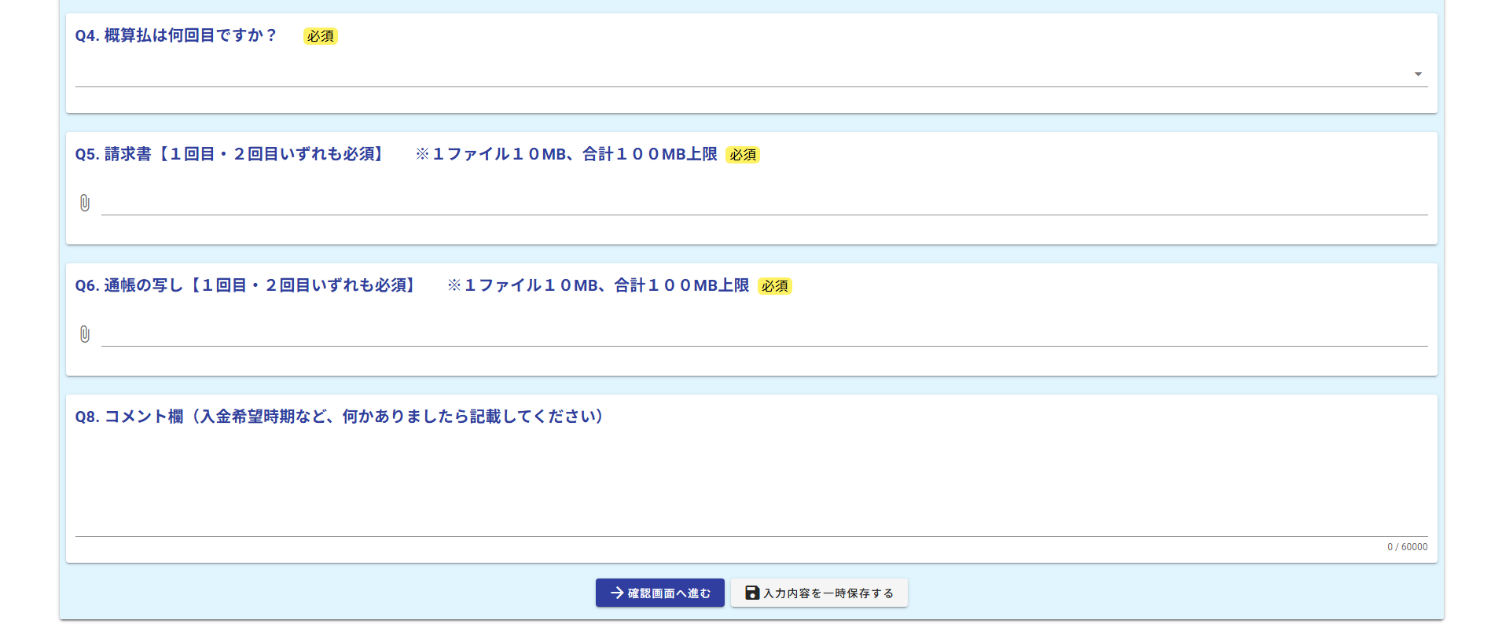 Q4. 概算払は何回目ですか？ 必須
Q5. 請求書【１回目・２回目いずれも必須】　※１ファイル１０MB、合計１００MB上限 必須
Q6. 通帳の写し【１回目・２回目いずれも必須】　※１ファイル１０MB、合計１００MB上限 必須
Q8. コメント欄（入金希望時期など、何かありましたら記載してください）
0 / 60000
確認画面へ進む 入力内容を一時保存する